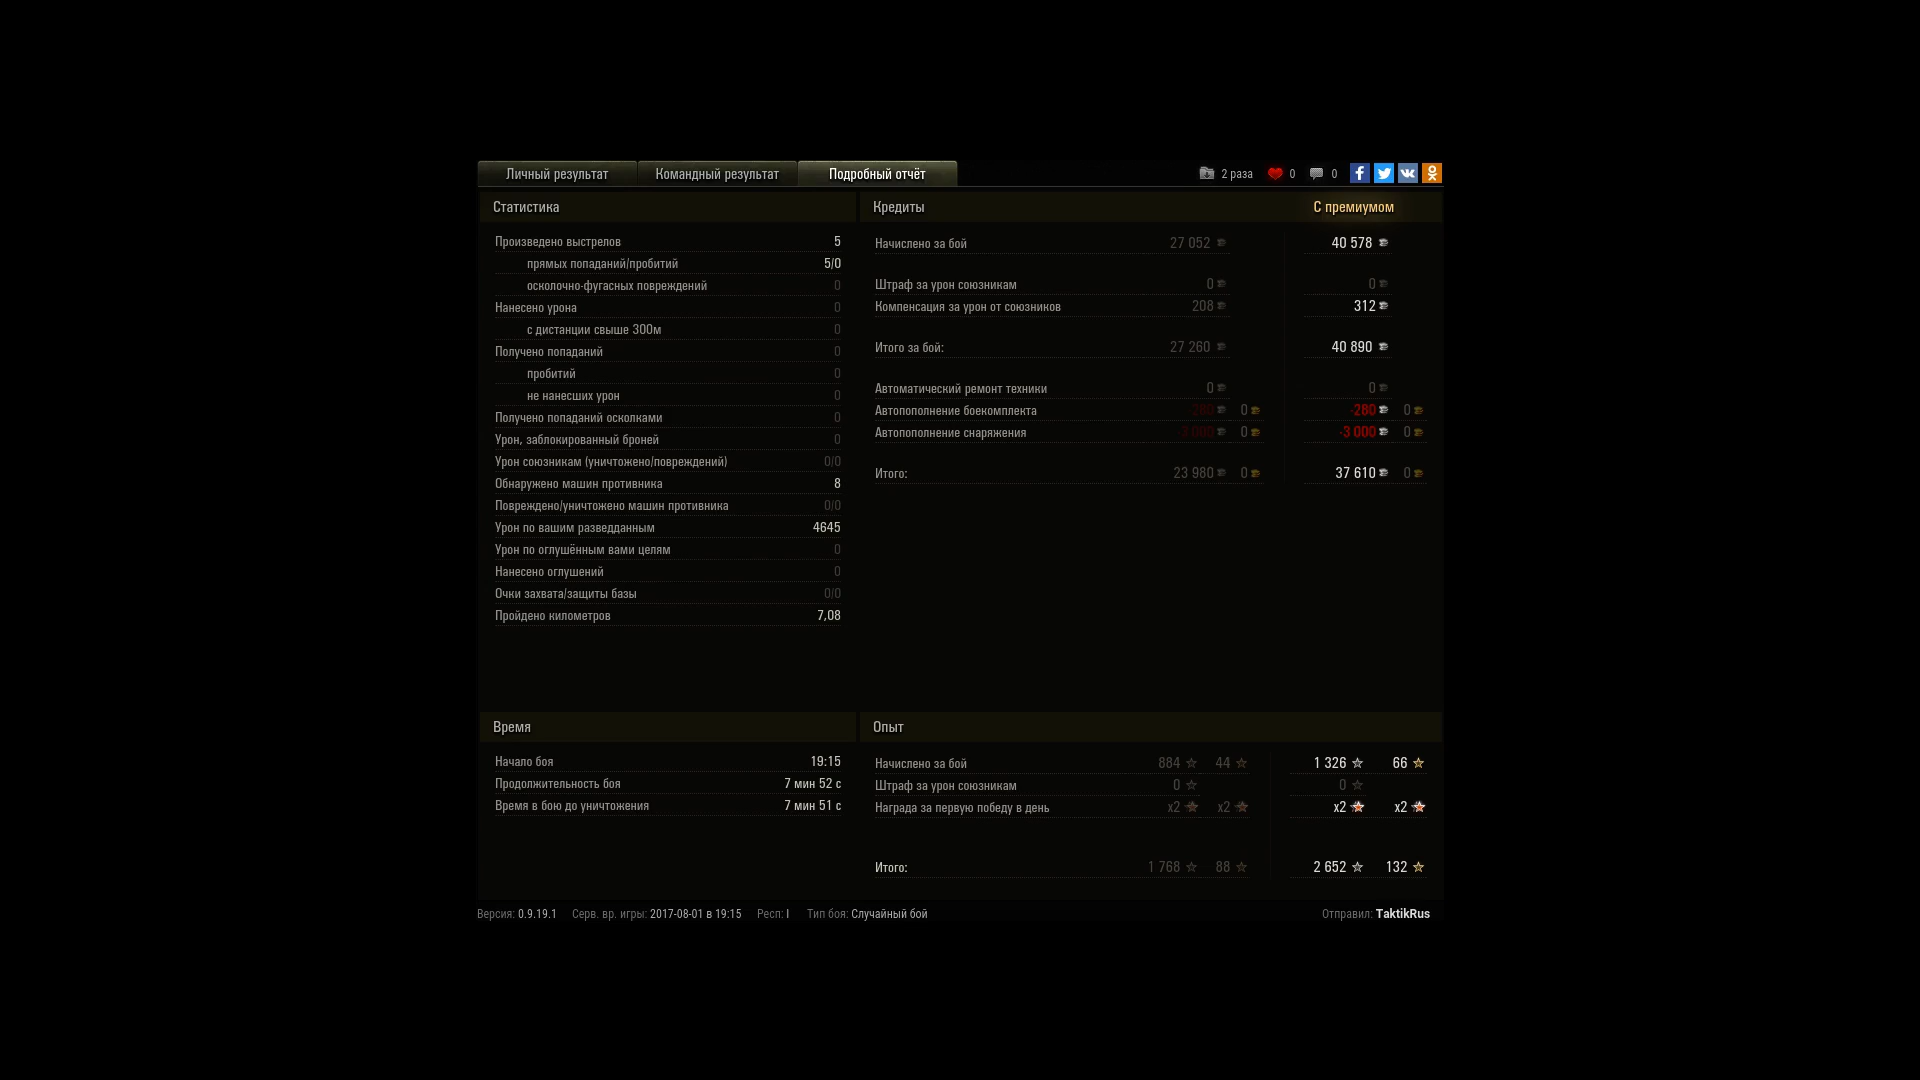 Личный результат Командный результат Подробный отчёт 2 раза 0 0
Статистика
Произведено выстрелов 5
прямых попаданий/пробитий 5/0
осколочно-фугасных повреждений 0
Нанесено урона 0
с дистанции свыше 300м 0
Получено попаданий 0
пробитий 0
не нанесших урон 0
Получено попаданий осколками 0
Урон, заблокированный броней 0
Урон союзникам (уничтожено/повреждений) 0/0
Обнаружено машин противника 8
Повреждено/уничтожено машин противника 0/0
Урон по вашим разведданным 4645
Урон по оглушённым вами целям 0
Нанесено оглушений 0
Очки захвата/защиты базы 0/0
Пройдено километров 7,08
Кредиты С премиумом
Начислено за бой 27 052 40 578
Штраф за урон союзникам 0 0
Компенсация за урон от союзников 208 312
Итого за бой: 27 260 40 890
Автоматический ремонт техники 0 0
Автопополнение боекомплекта -280 0 -280 0
Автопополнение снаряжения -3 000 0 -3 000 0
Итого: 23 980 0 37 610 0
Время
Начало боя 19:15
Продолжительность боя 7 мин 52 с
Время в бою до уничтожения 7 мин 51 с
Опыт
Начислено за бой 884 44 1 326 66
Штраф за урон союзникам 0 0
Награда за первую победу в день x2 x2 x2 x2
Итого: 1 768 88 2 652 132
Версия: 0.9.19.1 Серв. вр. игры: 2017-08-01 в 19:15 Респ: I Тип боя: Случайный бой Отправил: TaktikRus